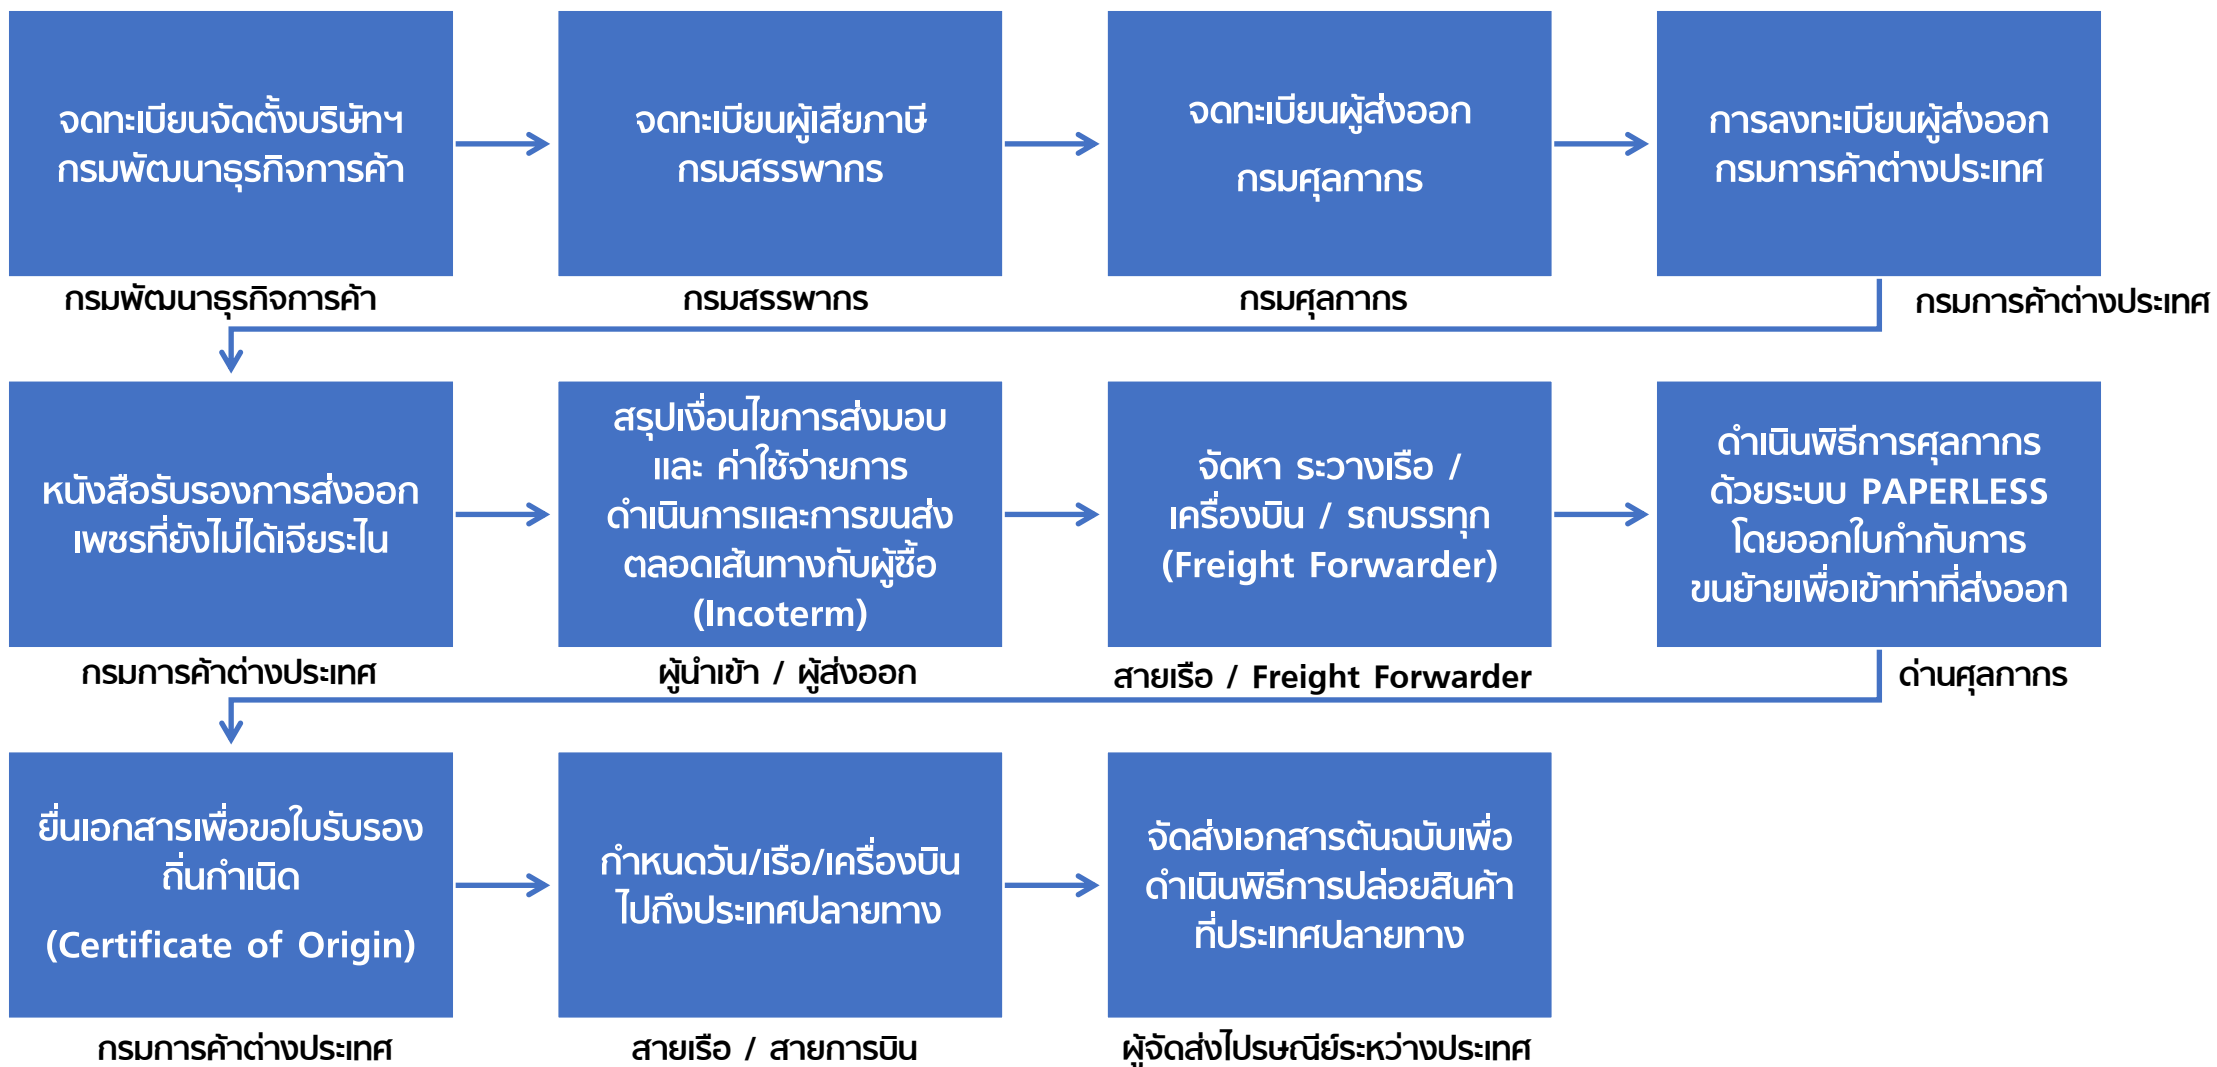 จดทะเบียนจัดตั้งบริษัทฯ
กรมพัฒนาธุรกิจการค้า
กรมพัฒนาธุรกิจการค้า
จดทะเบียนผู้เสียภาษี
กรมสรรพากร
กรมสรรพากร
จดทะเบียนผู้ส่งออก
กรมศุลกากร
กรมศุลกากร
การลงทะเบียนผู้ส่งออก
กรมการค้าต่างประเทศ
กรมการค้าต่างประเทศ
หนังสือรับรองการส่งออก
เพชรที่ยังไม่ได้เจียระไน
กรมการค้าต่างประเทศ
สรุปเงื่อนไขการส่งมอบ
และ ค่าใช้จ่ายการ
ดำเนินการและการขนส่ง
ตลอดเส้นทางกับผู้ซื้อ
(Incoterm)
ผู้นำเข้า / ผู้ส่งออก
จัดหา ระวางเรือ /
เครื่องบิน / รถบรรทุก
(Freight Forwarder)
สายเรือ / Freight Forwarder
ดำเนินพิธีการศุลกากร
ด้วยระบบ PAPERLESS
โดยออกใบกำกับการ
ขนย้ายเพื่อเข้าท่าที่ส่งออก
ด่านศุลกากร
ยื่นเอกสารเพื่อขอใบรับรอง
ถิ่นกำเนิด
(Certificate of Origin)
กรมการค้าต่างประเทศ
กำหนดวัน/เรือ/เครื่องบิน
ไปถึงประเทศปลายทาง
สายเรือ / สายการบิน
จัดส่งเอกสารต้นฉบับเพื่อ
ดำเนินพิธีการปล่อยสินค้า
ที่ประเทศปลายทาง
ผู้จัดส่งไปรษณีย์ระหว่างประเทศ